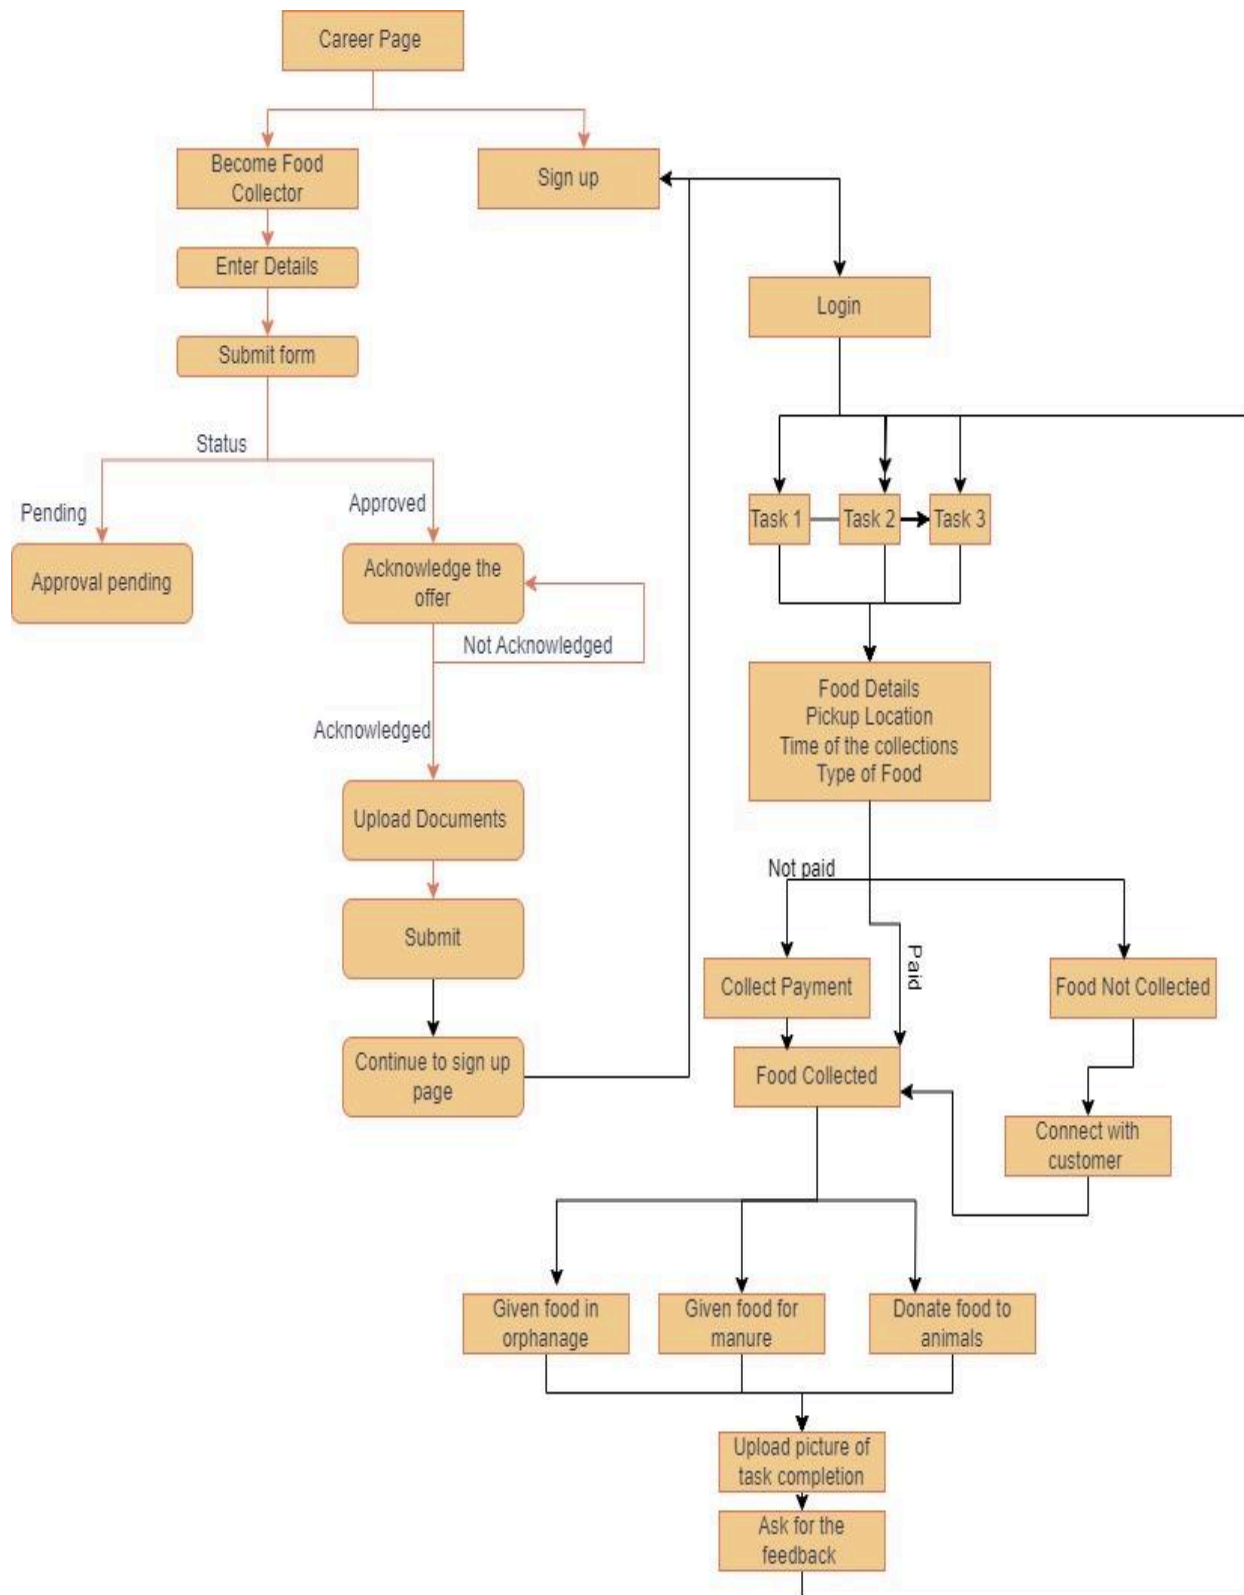 Career Page
Become Food
Collector
Sign up
Enter Details
Login
Submit form
Status
Pending
Approved
Task 1
Task 2
Task 3
Approval pending
Acknowledge the
offer
Not Acknowledged
Food Details
Pickup Location
Time of the collections
Type of Food
Acknowledged
Upload Documents
Not paid
Submit
Paid
Collect Payment
Food Not Collected
Continue to sign up
page
Food Collected
Connect with
customer
Given food in
orphanage
Given food for
manure
Donate food to
animals
Upload picture of
task completion
Ask for the
feedback